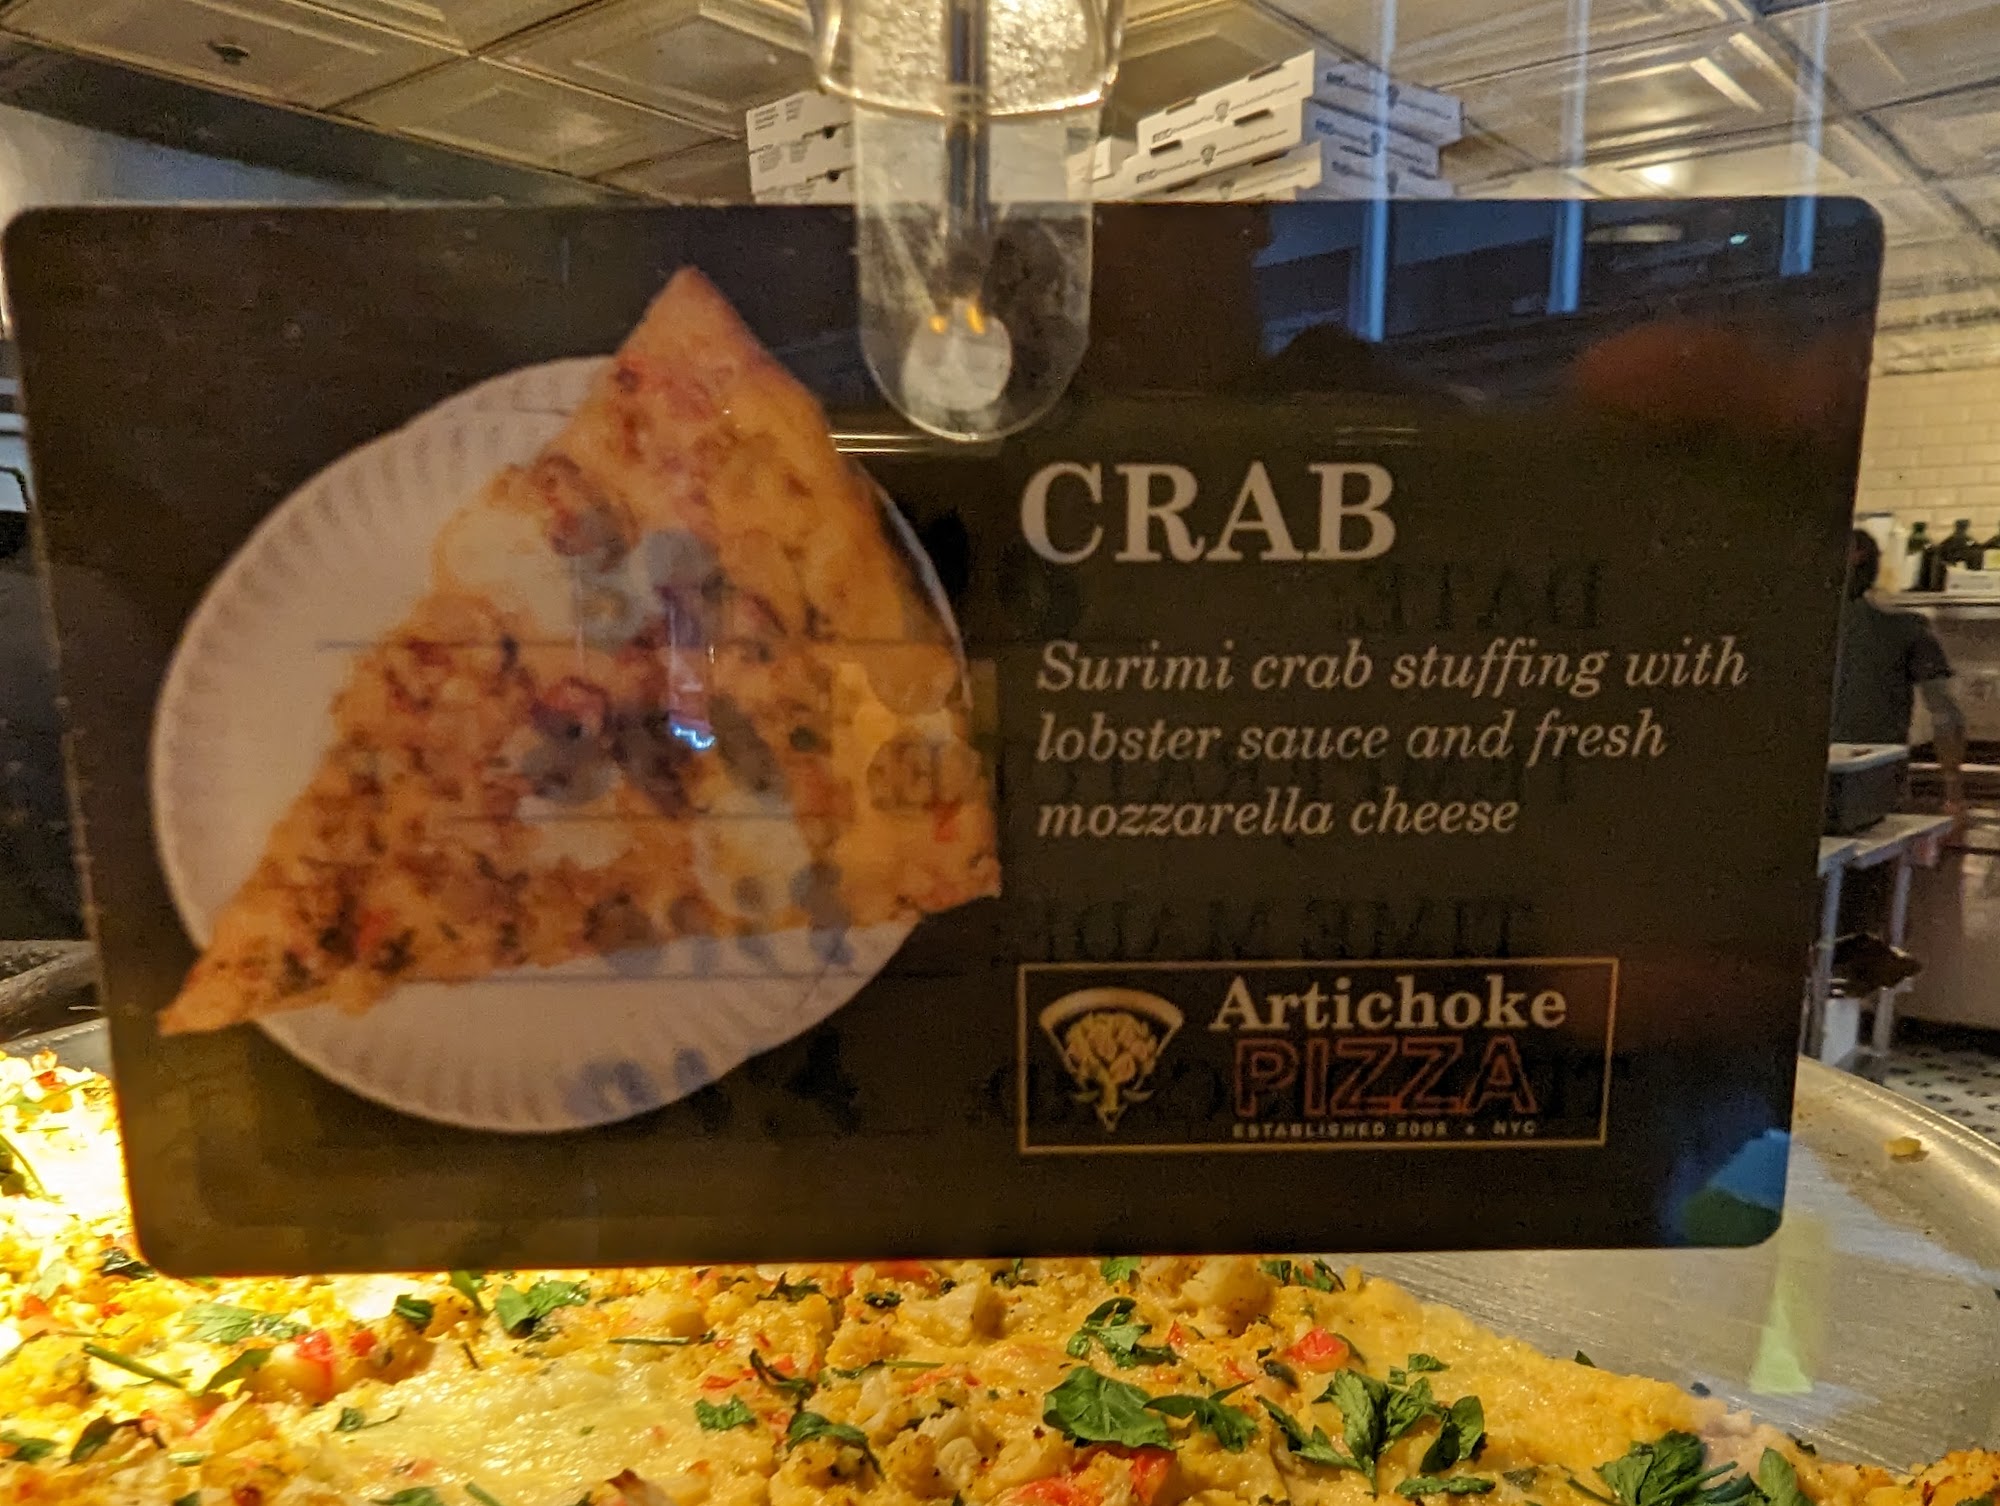 CRAB
Surimi crab stuffing with
lobster sauce and fresh
mozzarella cheese
Artichoke
PIZZA
ESTABLISHED 2008 • NYC